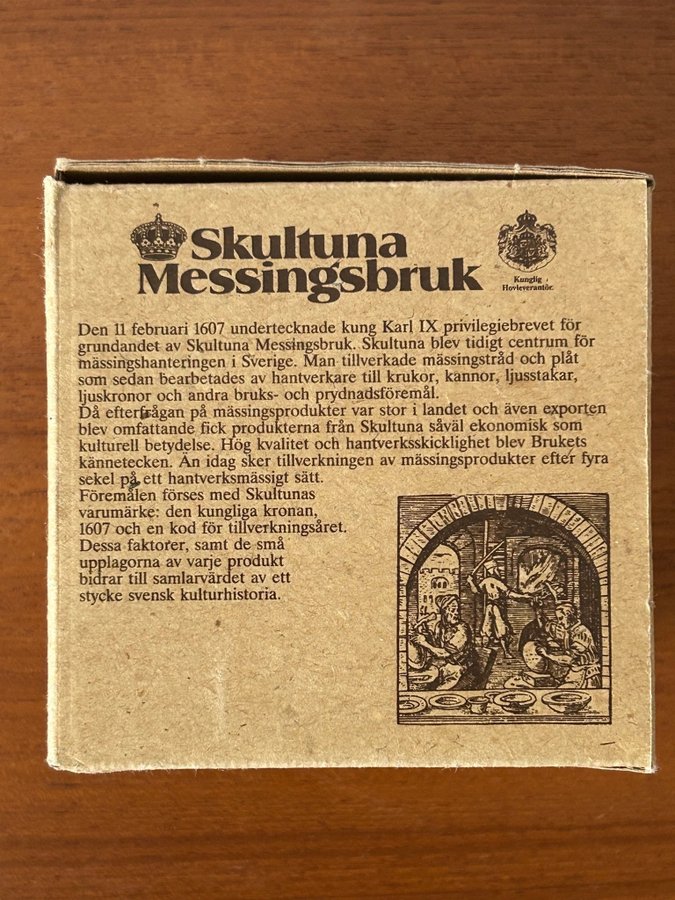 Skultuna
Messingsbruk
Kunglig
Hovleverantör.
Den 11 februari 1607 undertecknade kung Karl IX privilegiebrevet för
grundandet av Skultuna Messingsbruk. Skultuna blev tidigt centrum för
mässingshanteringen i Sverige. Man tillverkade mässingstråd och plåt
som sedan bearbetades av hantverkare till krukor, kannor, ljusstakar,
ljuskronor och andra bruks- och prydnadsföremål.
Då efterfrågan på mässingsprodukter var stor i landet och även exporten
blev omfattande fick produkterna från Skultuna såväl ekonomisk som
kulturell betydelse. Hög kvalitet och hantverksskicklighet blev Brukets
kännetecken. Än idag sker tillverkningen av mässingsprodukter efter fyra
sekel på ett hantverksmässigt sätt.
Föremålen förses med Skultunas
varumärke: den kungliga kronan,
1607 och en kod för tillverkningsåret.
Dessa faktorer, samt de små
upplagorna av varje produkt
bidrar till samlarvärdet av ett
stycke svensk kulturhistoria.